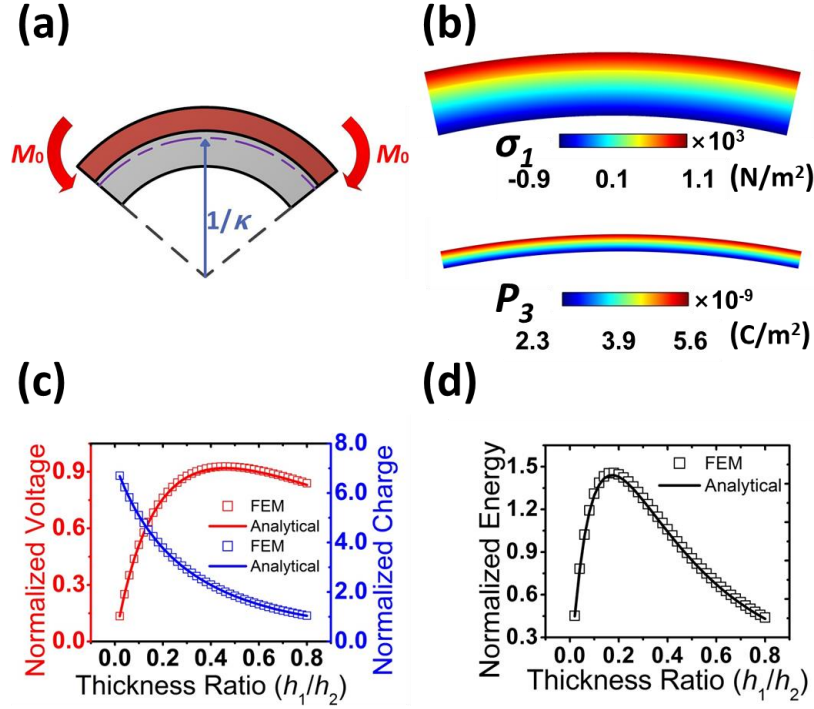 (a)
M₀
M₀
1/κ
(b)
σ₁
×10³
-0.9 0.1 1.1 (N/m²)
P₃
×10⁻⁹
2.3 3.9 5.6 (C/m²)
(c)
Normalized Voltage
0.9
0.6
0.3
0.0
8.0
6.0
4.0
2.0
0.0
Normalized Charge
FEM
Analytical
FEM
Analytical
0.0 0.2 0.4 0.6 0.8
Thickness Ratio (h₁/h₂)
(d)
Normalized Energy
1.5
1.2
0.9
0.6
0.3
FEM
Analytical
0.0 0.2 0.4 0.6 0.8
Thickness Ratio (h₁/h₂)